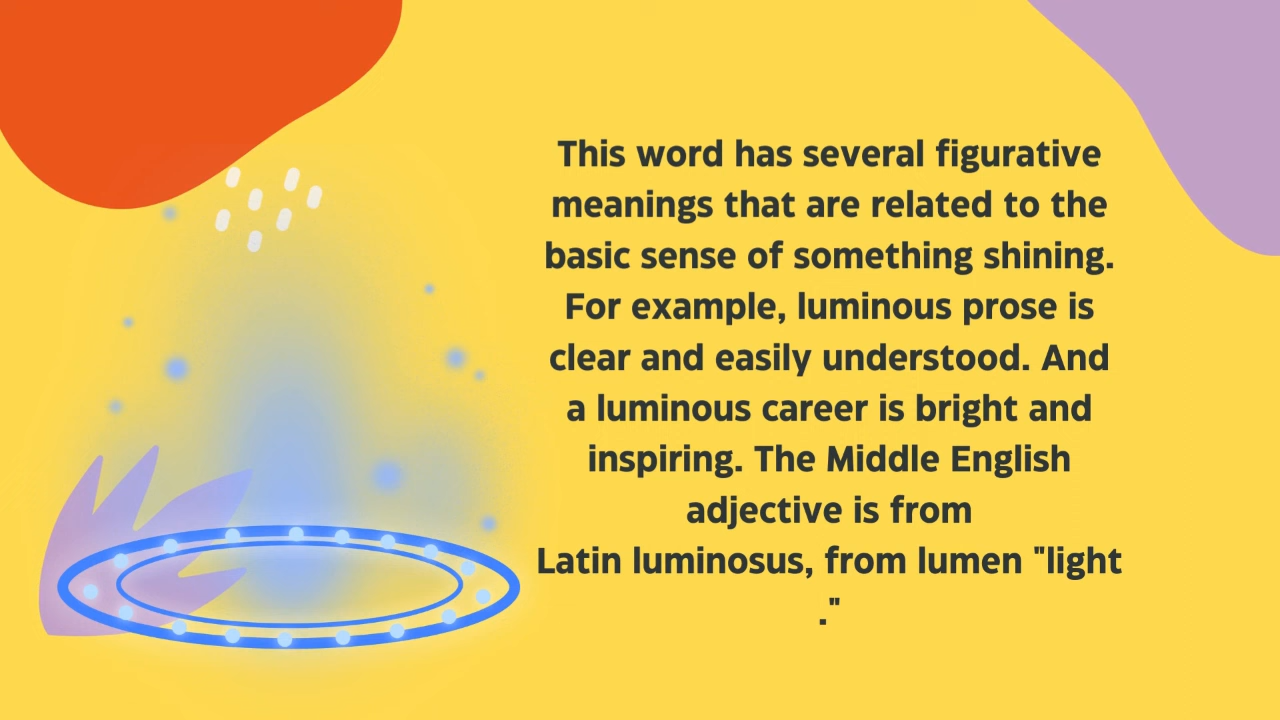 This word has several figurative
meanings that are related to the
basic sense of something shining.
For example, luminous prose is
clear and easily understood. And
a luminous career is bright and
inspiring. The Middle English
adjective is from
Latin luminosus, from lumen "light
."